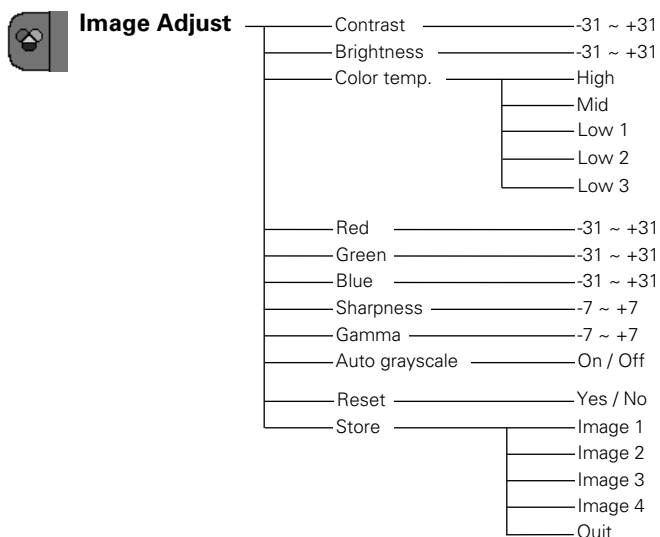 Image Adjust Contrast -31 ~ +31
Brightness -31 ~ +31
Color temp. High
Mid
Low 1
Low 2
Low 3
Red -31 ~ +31
Green -31 ~ +31
Blue -31 ~ +31
Sharpness -7 ~ +7
Gamma -7 ~ +7
Auto grayscale On / Off
Reset Yes / No
Store Image 1
Image 2
Image 3
Image 4
Quit